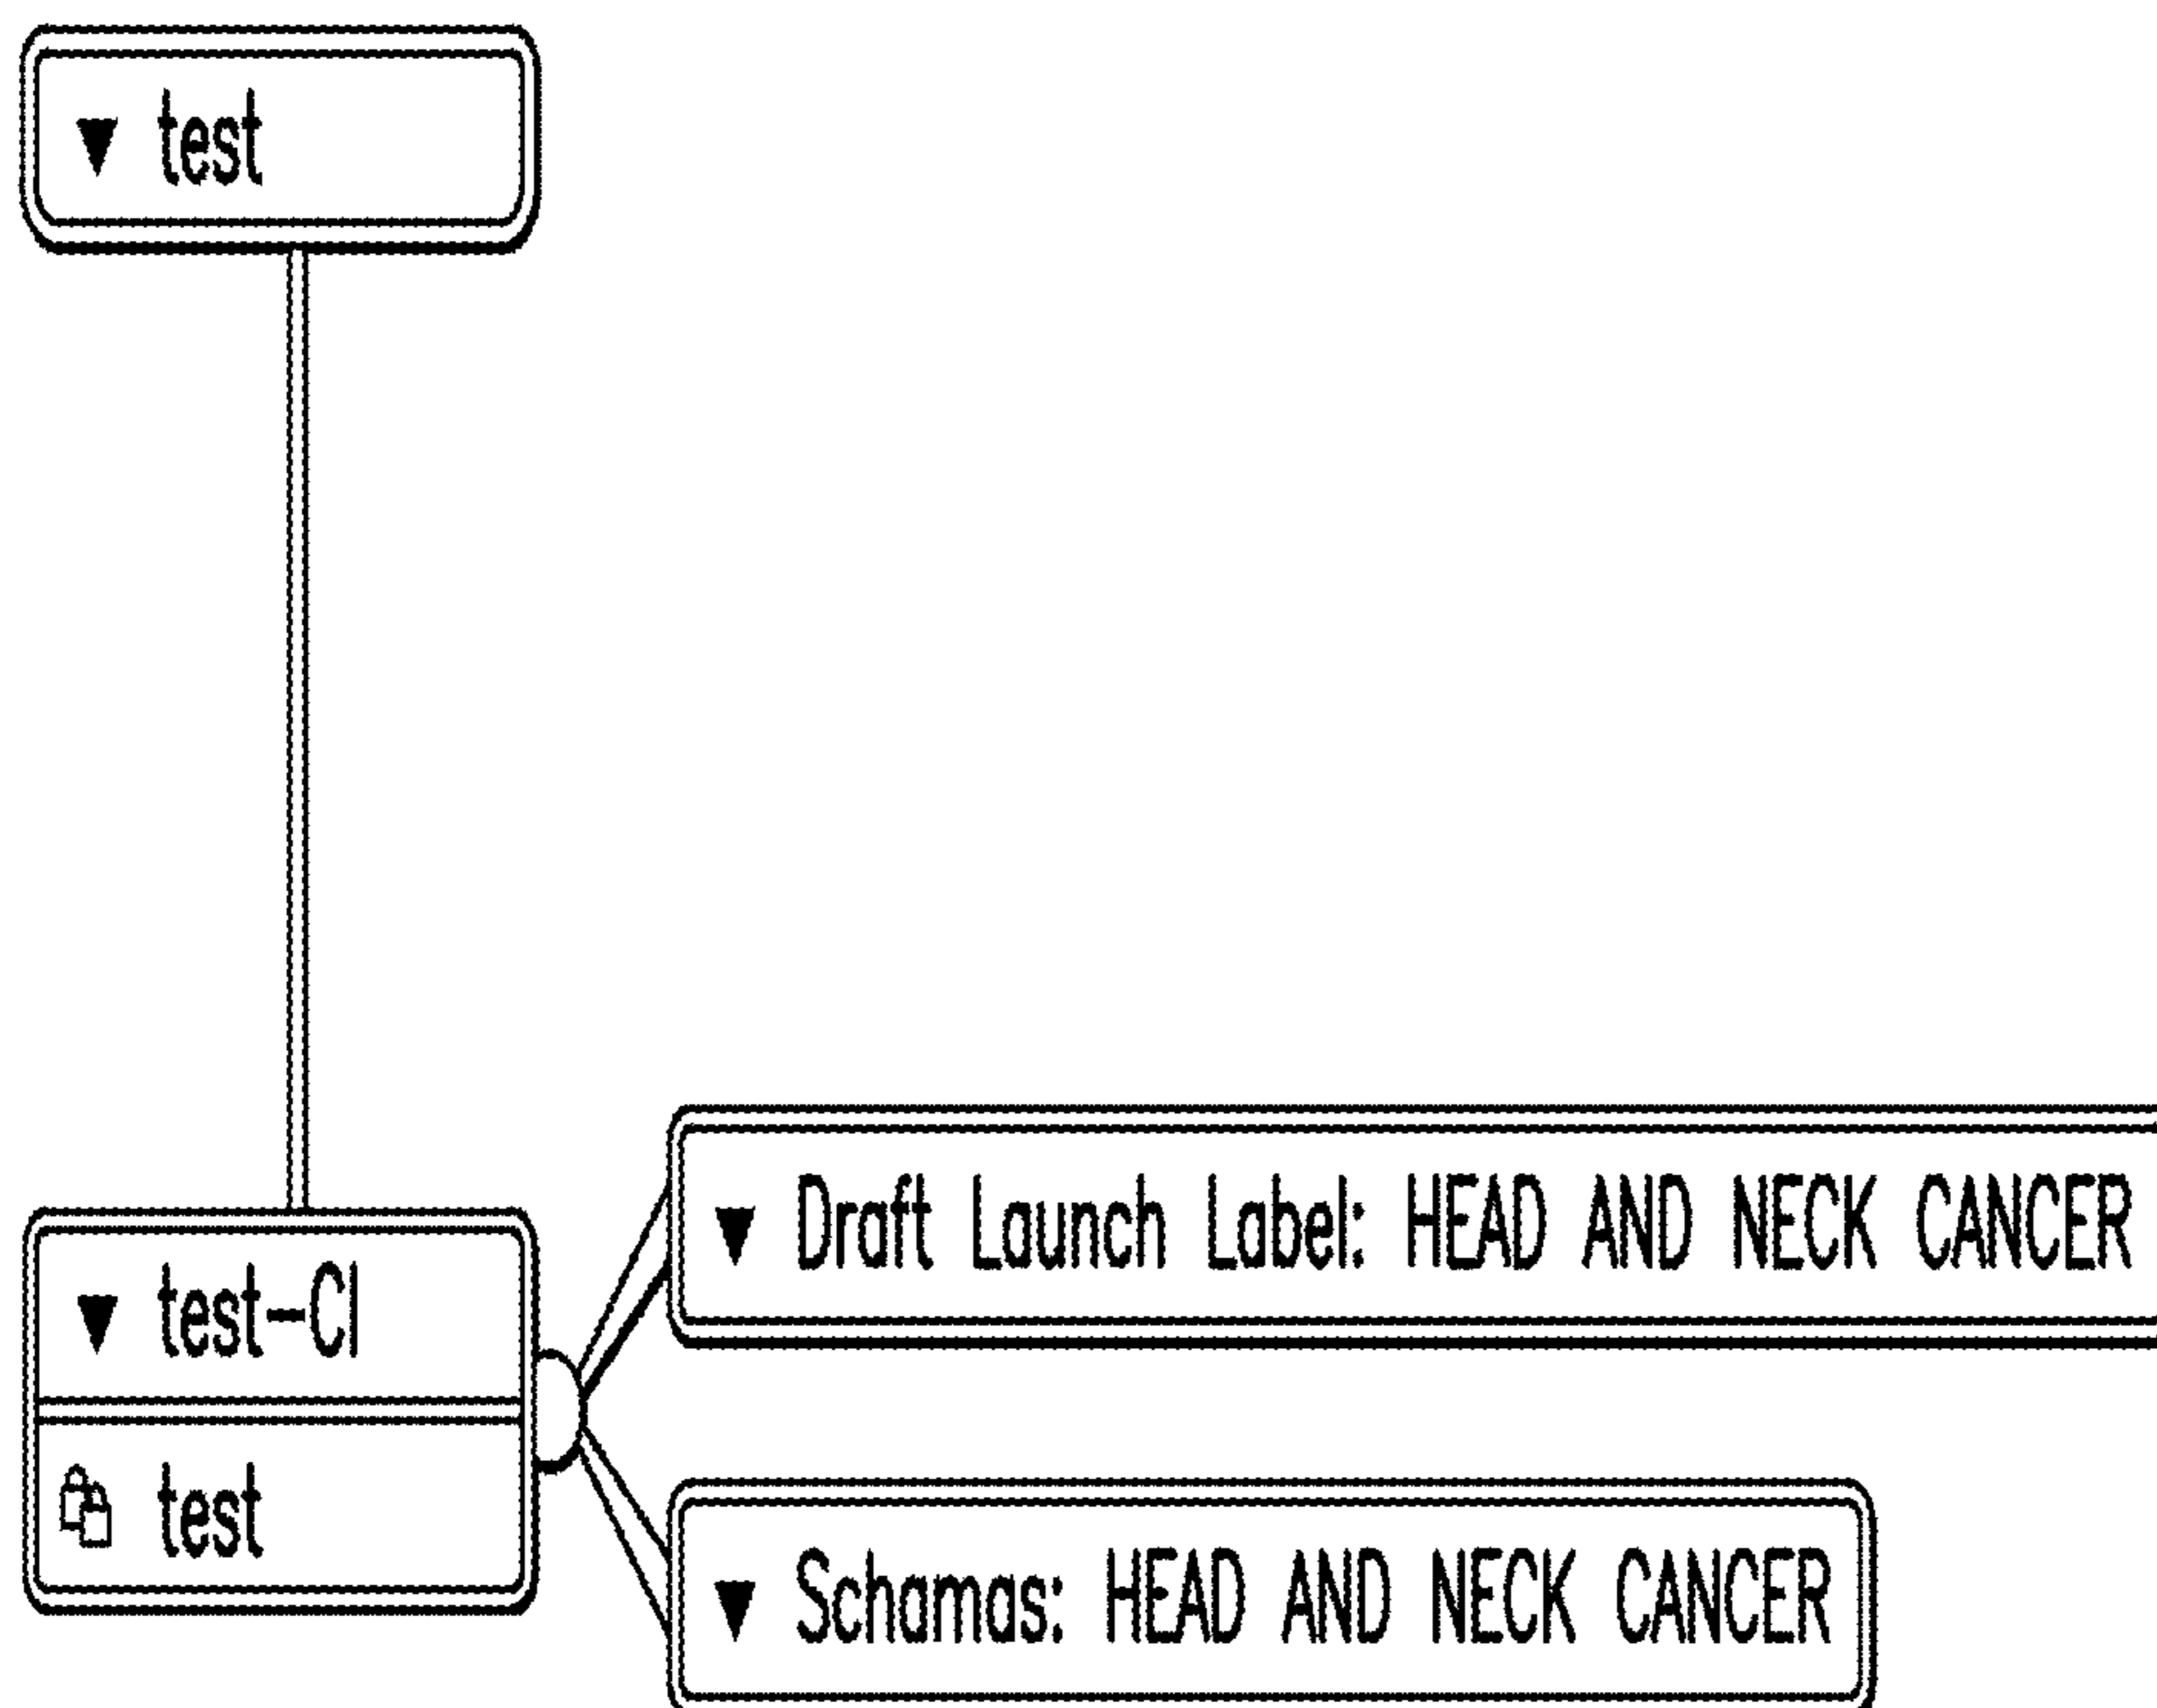 test
Draft Launch Label: HEAD AND NECK CANCER
test-CI
test
Schamas: HEAD AND NECK CANCER